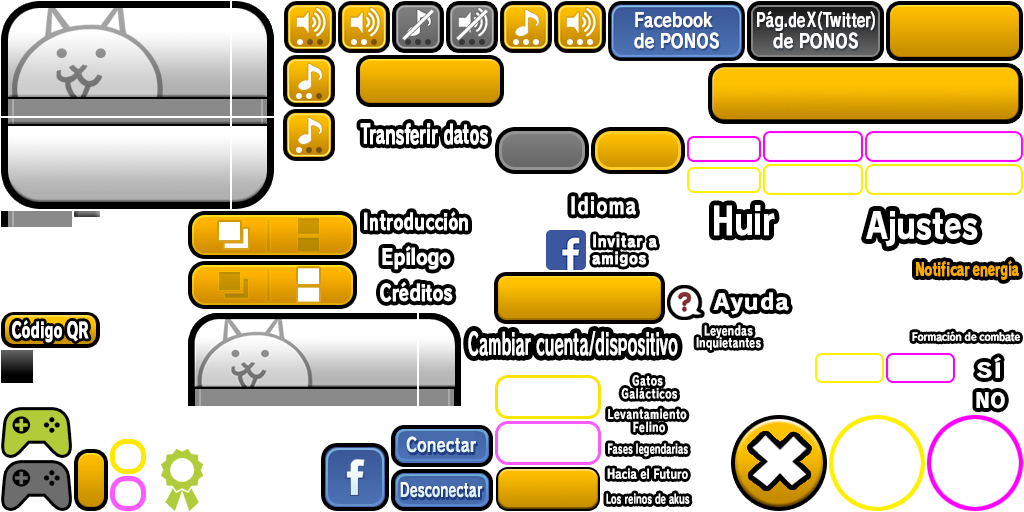 Facebook
de PONOS
Pág.deX(Twitter)
de PONOS
Transferir datos
Idioma
Huir
Ajustes
Introducción
Invitar a
amigos
Epílogo
Notificar energía
Créditos
? Ayuda
Código QR
Cambiar cuenta/dispositivo
Leyendas
Inquietantes
Formación de combate
SÍ
NO
Gatos
Galácticos
Levantamiento
Felino
Conectar
Fases legendarias
Hacia el Futuro
Desconectar
Los reinos de akus